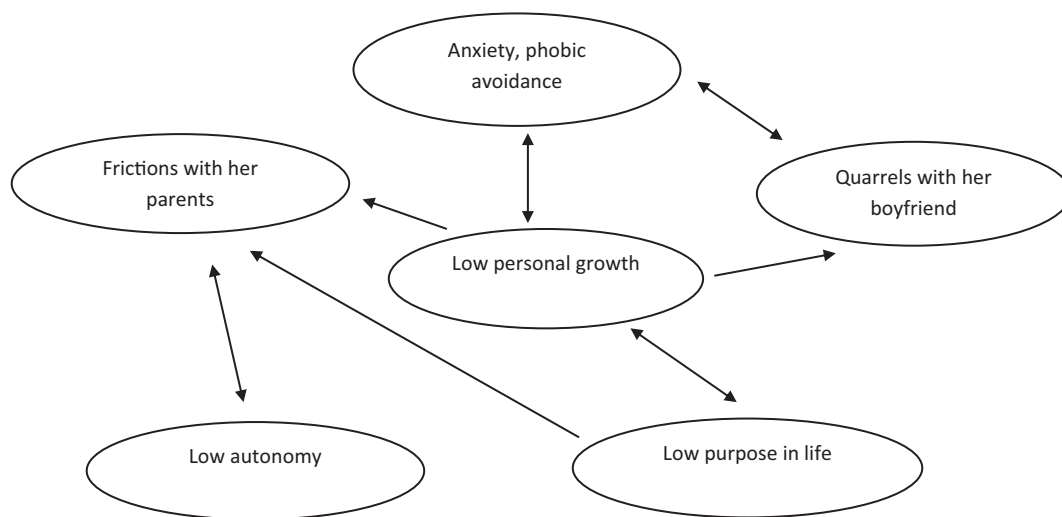 Anxiety, phobic
avoidance
Frictions with her
parents
Quarrels with her
boyfriend
Low personal growth
Low autonomy
Low purpose in life